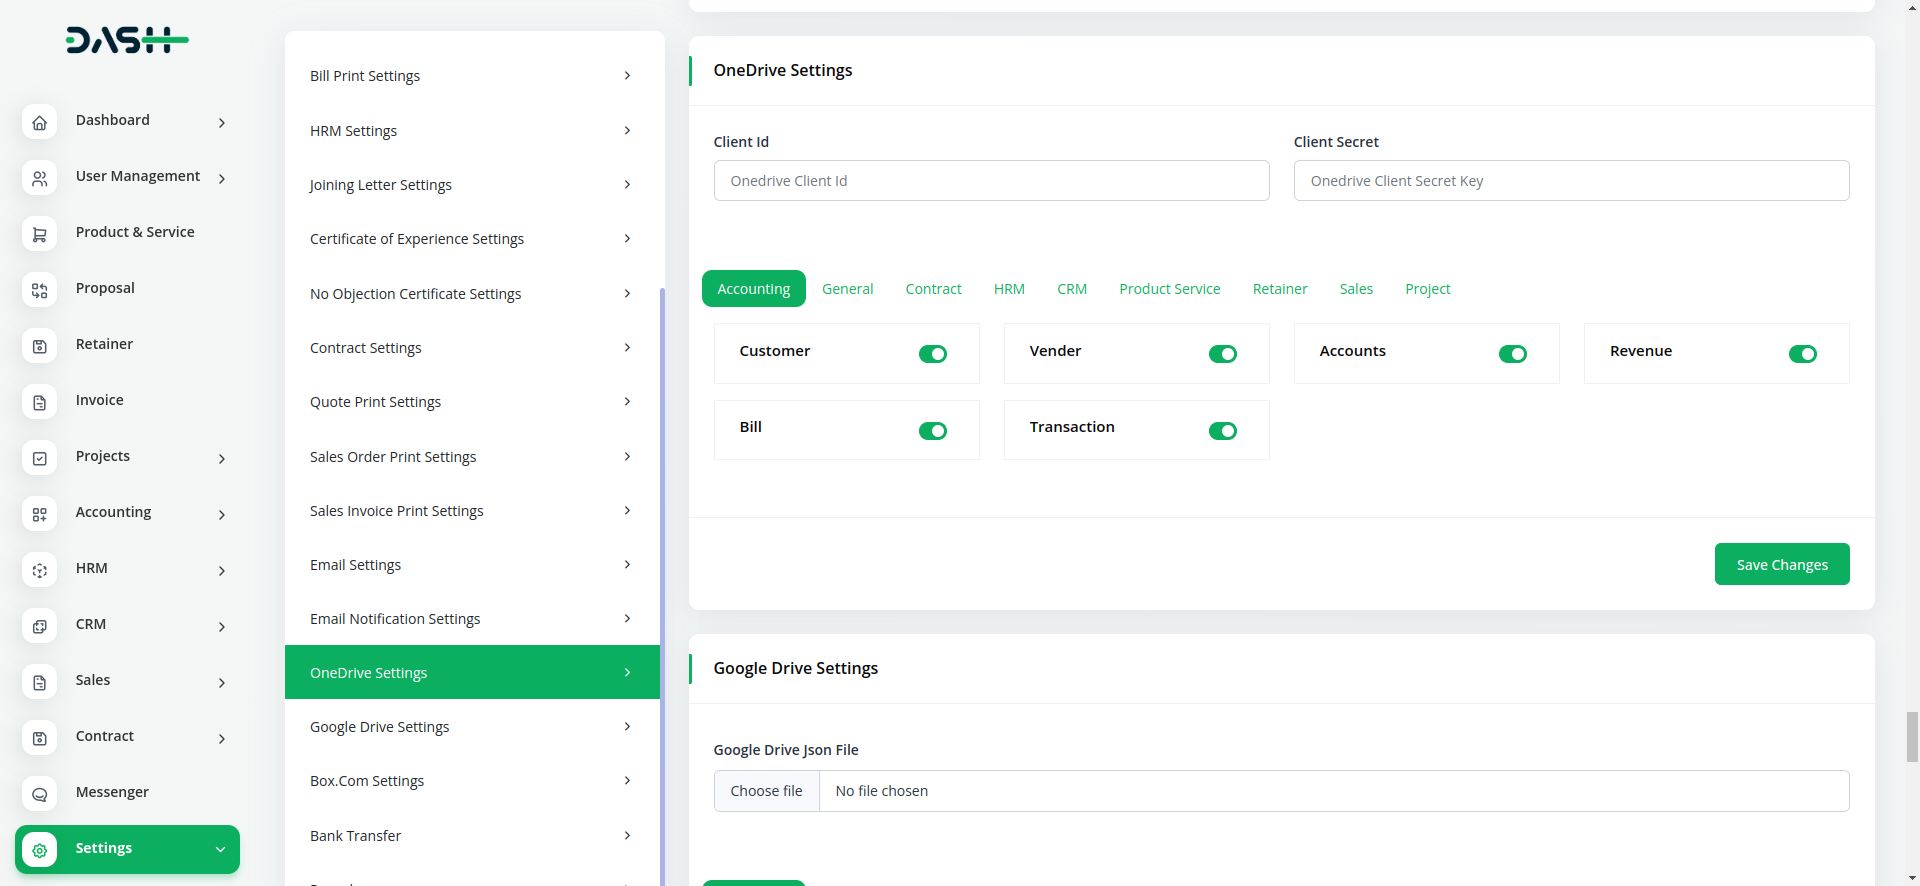 DASH
Dashboard
User Management
Product & Service
Proposal
Retainer
Invoice
Projects
Accounting
HRM
CRM
Sales
Contract
Messenger
Settings
Bill Print Settings
HRM Settings
Joining Letter Settings
Certificate of Experience Settings
No Objection Certificate Settings
Contract Settings
Quote Print Settings
Sales Order Print Settings
Sales Invoice Print Settings
Email Settings
Email Notification Settings
OneDrive Settings
Google Drive Settings
Box.Com Settings
Bank Transfer
OneDrive Settings
Client Id Client Secret
Onedrive Client Id Onedrive Client Secret Key
Accounting General Contract HRM CRM Product Service Retainer Sales Project
Customer Vender Accounts Revenue
Bill Transaction
Save Changes
Google Drive Settings
Google Drive Json File
Choose file No file chosen